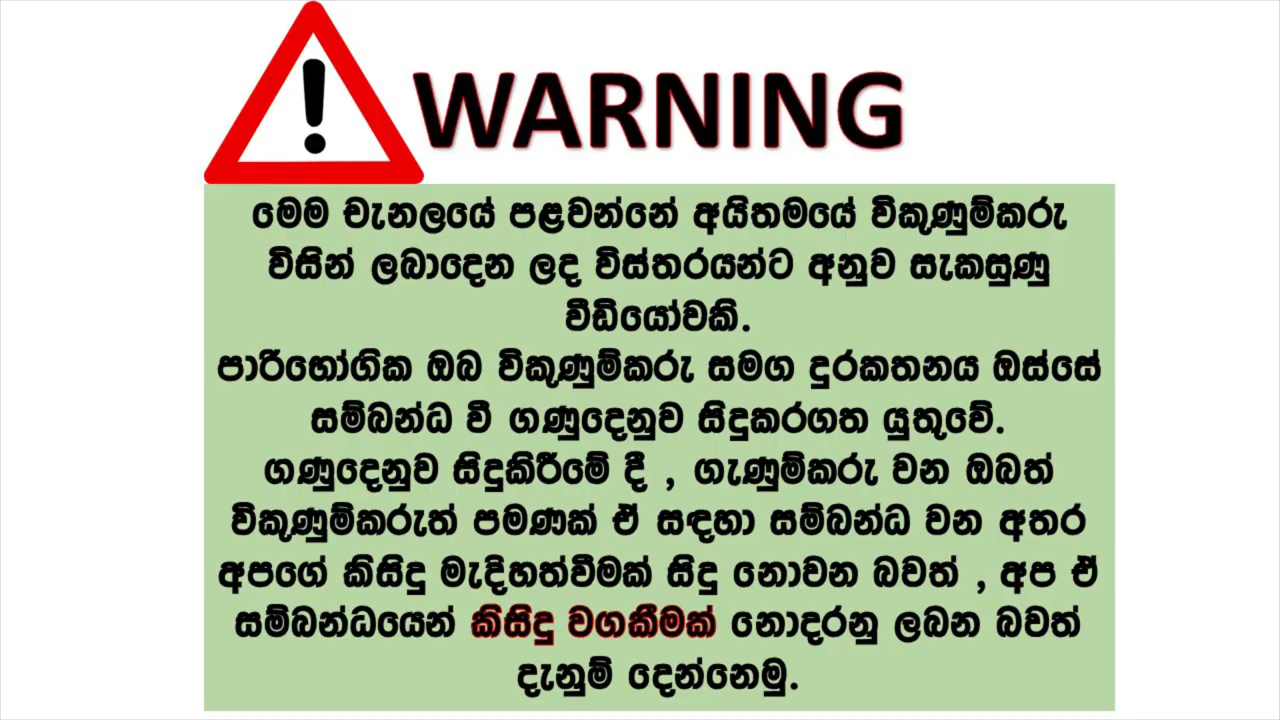 WARNING
මෙම චැනලයේ පළවන්නේ අයිතමයේ විකුණුම්කරු
විසින් ලබාදෙන ලද විස්තරයන්ට අනුව සැකසුණු
වීඩියෝවකි.
පාරිභෝගික ඔබ විකුණුම්කරු සමග දුරකතනය ඔස්සේ
සම්බන්ධ වී ගණුදෙනුව සිදුකරගත යුතුවේ.
ගණුදෙනුව සිදුකිරීමේ දී , ගැණුම්කරු වන ඔබත්
විකුණුම්කරුත් පමණක් ඒ සඳහා සම්බන්ධ වන අතර
අපගේ කිසිදු මැදිහත්වීමක් සිදු නොවන බවත් , අප ඒ
සම්බන්ධයෙන් කිසිදු වගකීමක් නොදරනු ලබන බවත්
දැනුම් දෙන්නෙමු.